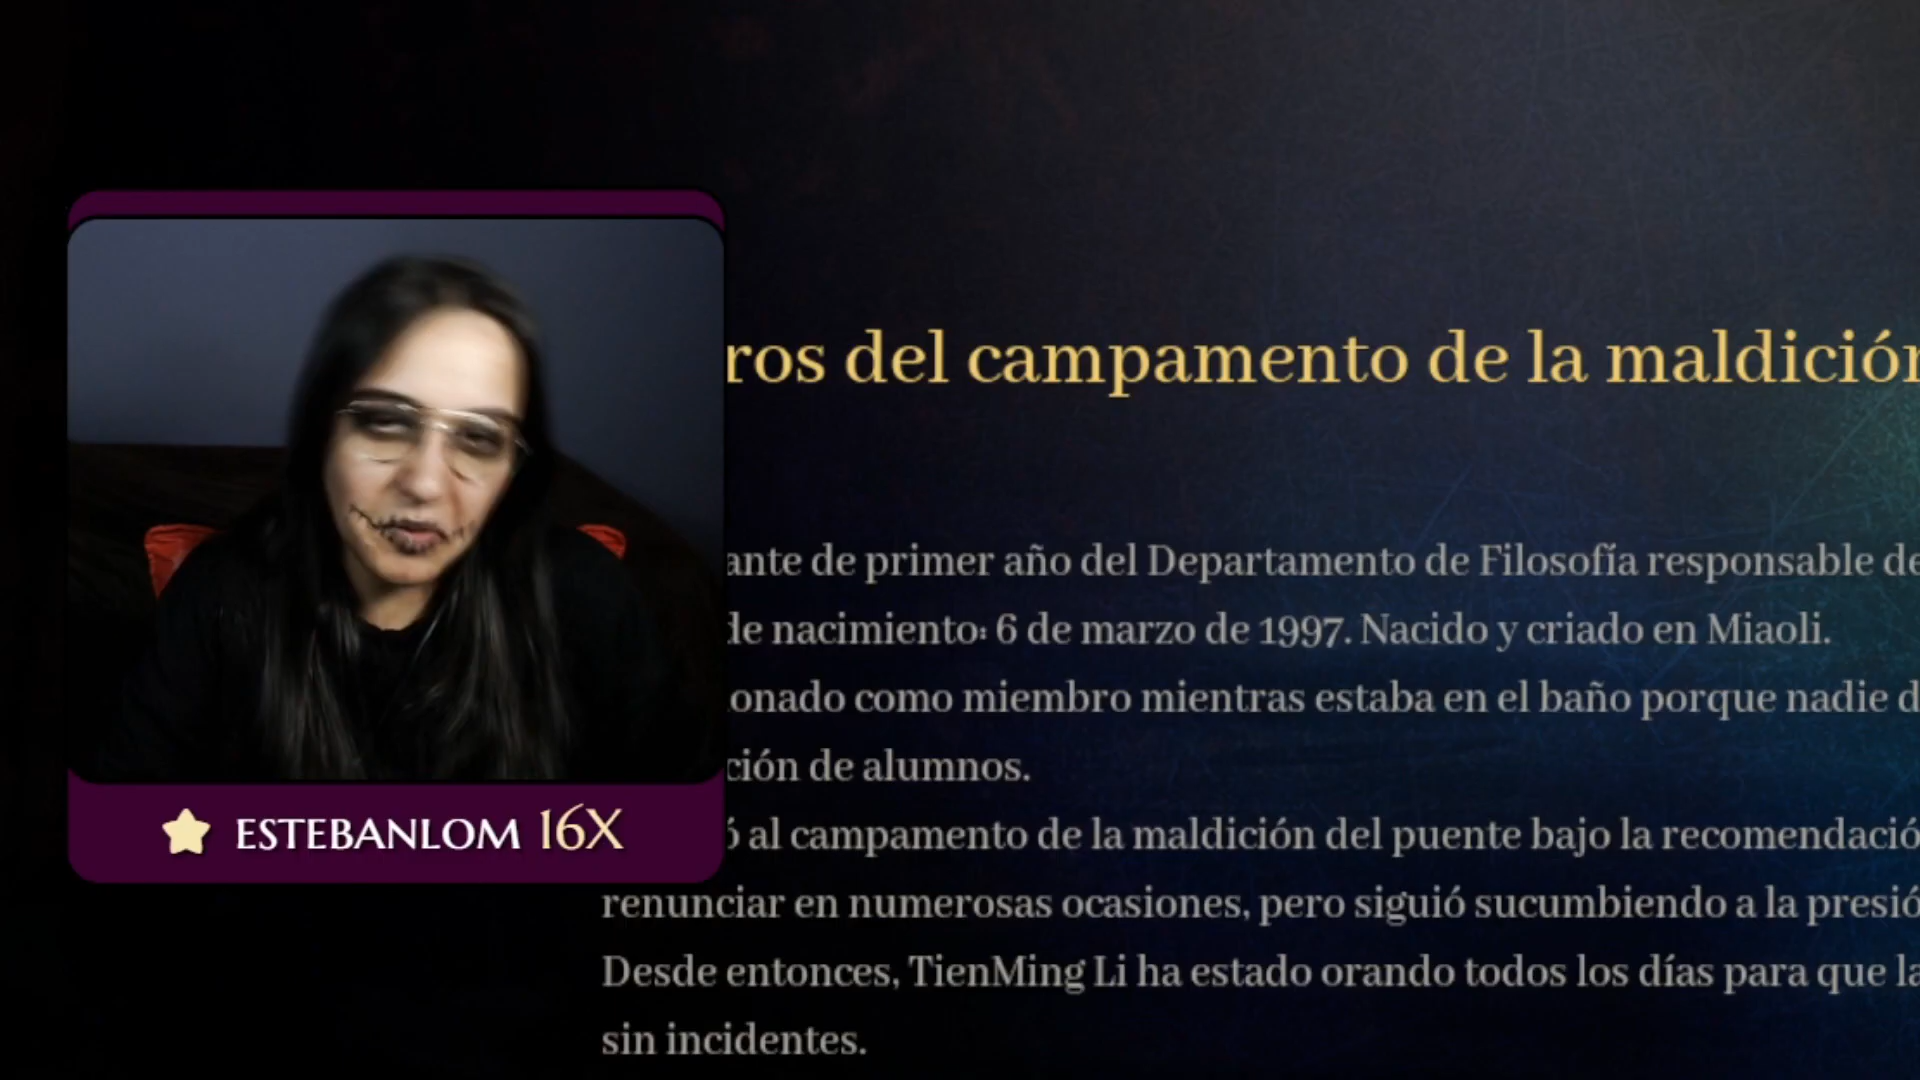 ros del campamento de la maldición
ante de primer año del Departamento de Filosofía responsable de
de nacimiento: 6 de marzo de 1997. Nacido y criado en Miaoli.
onado como miembro mientras estaba en el baño porque nadie d
ción de alumnos.
ó al campamento de la maldición del puente bajo la recomendació
renunciar en numerosas ocasiones, pero siguió sucumbiendo a la presió
Desde entonces, TienMing Li ha estado orando todos los días para que la
sin incidentes.
ESTEBANLOM 16X